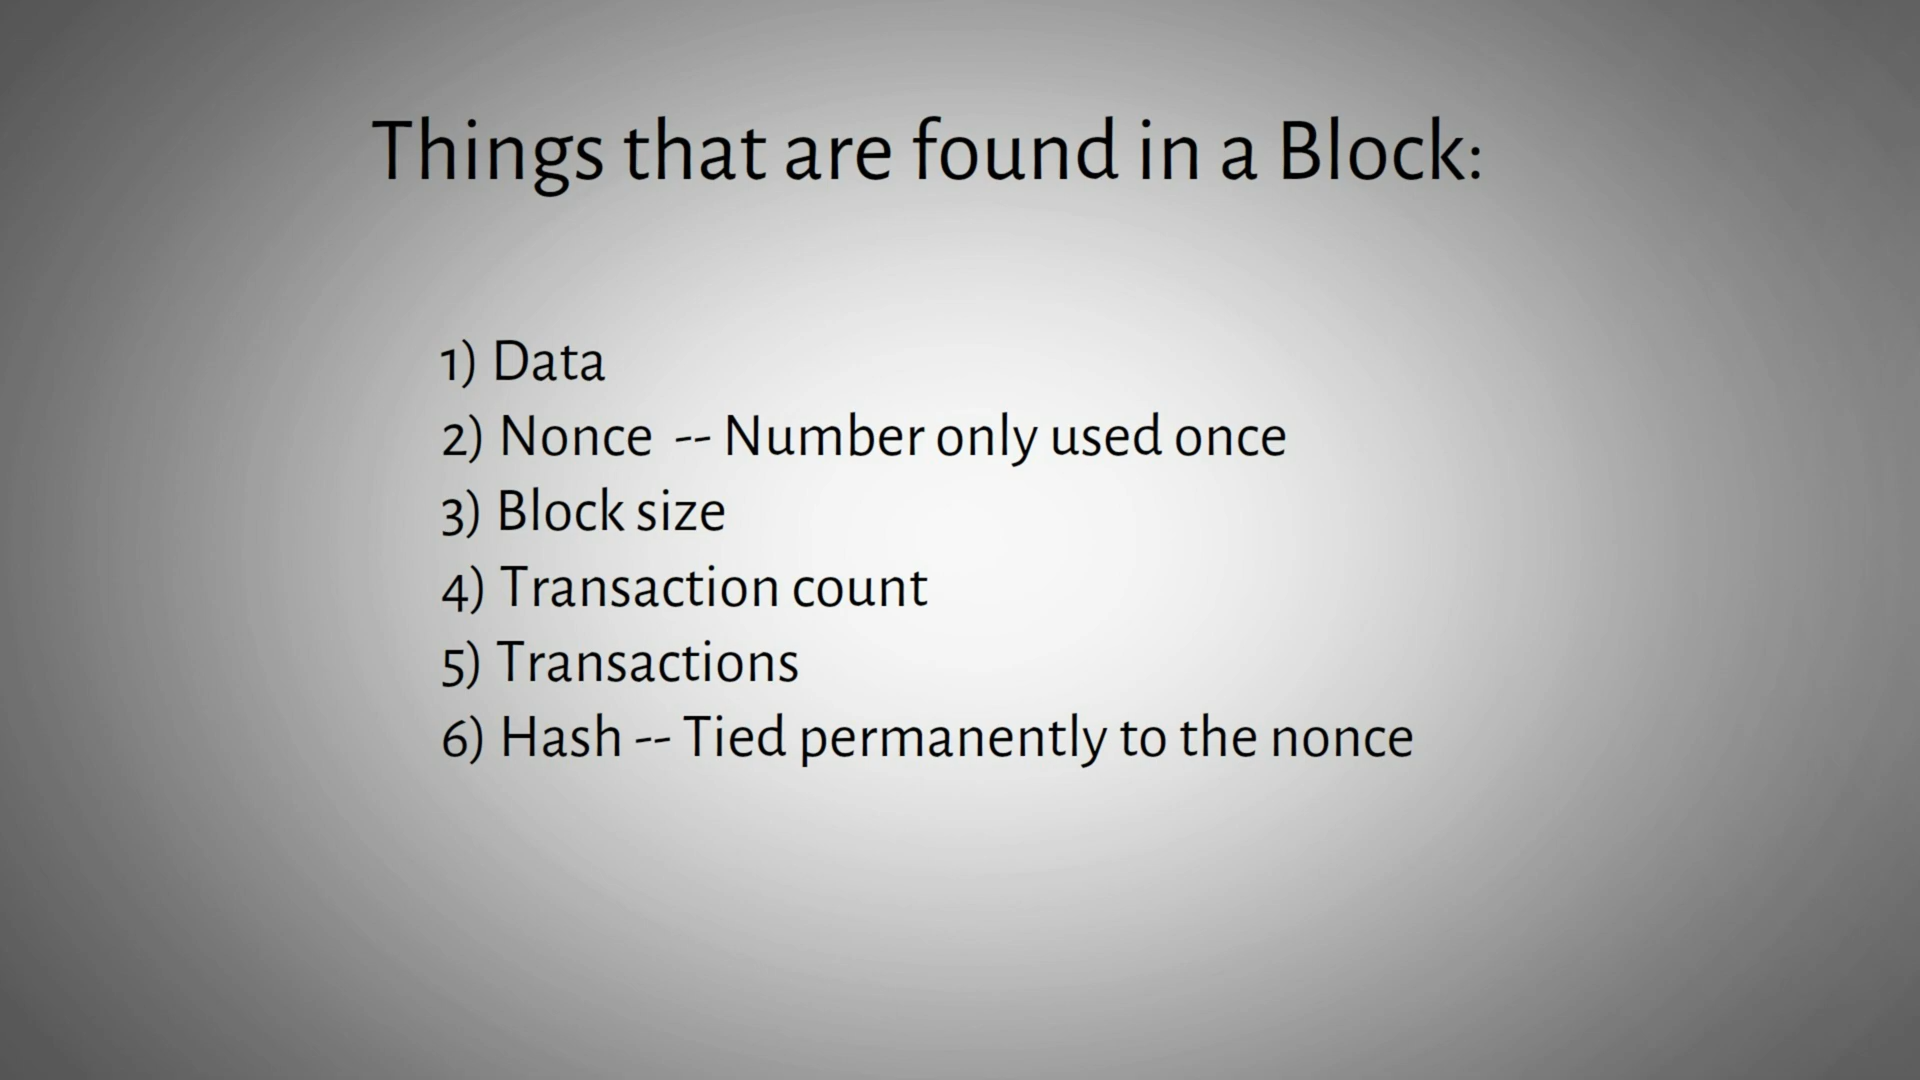 Things that are found in a Block:
1) Data
2) Nonce -- Number only used once
3) Block size
4) Transaction count
5) Transactions
6) Hash -- Tied permanently to the nonce